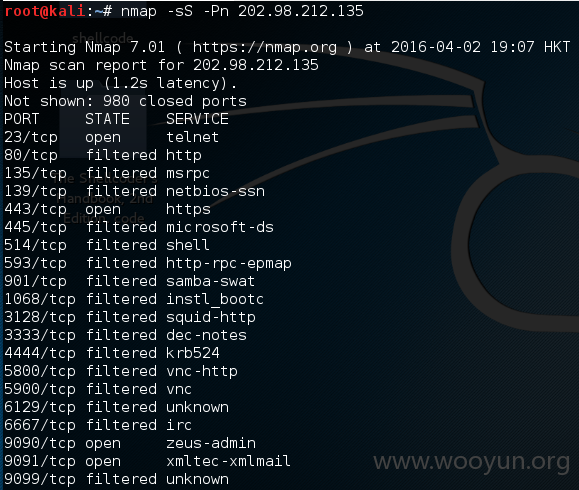 root@kali:~# nmap -sS -Pn 202.98.212.135
shellcode
Starting Nmap 7.01 ( https://nmap.org ) at 2016-04-02 19:07 HKT
Nmap scan report for 202.98.212.135
Host is up (1.2s latency).
Not shown: 980 closed ports
PORT STATE SERVICE
23/tcp open telnet
80/tcp filtered http
135/tcp filtered msrpc
139/tcp filtered netbios-ssn
443/tcp open https
445/tcp filtered microsoft-ds
514/tcp filtered shell
593/tcp filtered http-rpc-epmap
901/tcp filtered samba-swat
1068/tcp filtered instl_bootc
3128/tcp filtered squid-http
3333/tcp filtered dec-notes
4444/tcp filtered krb524
5800/tcp filtered vnc-http
5900/tcp filtered vnc
6129/tcp filtered unknown
6667/tcp filtered irc
9090/tcp open zeus-admin
9091/tcp open xmltec-xmlmail
9099/tcp filtered unknown
Handbook, 2nd
code
www.wooyun.org